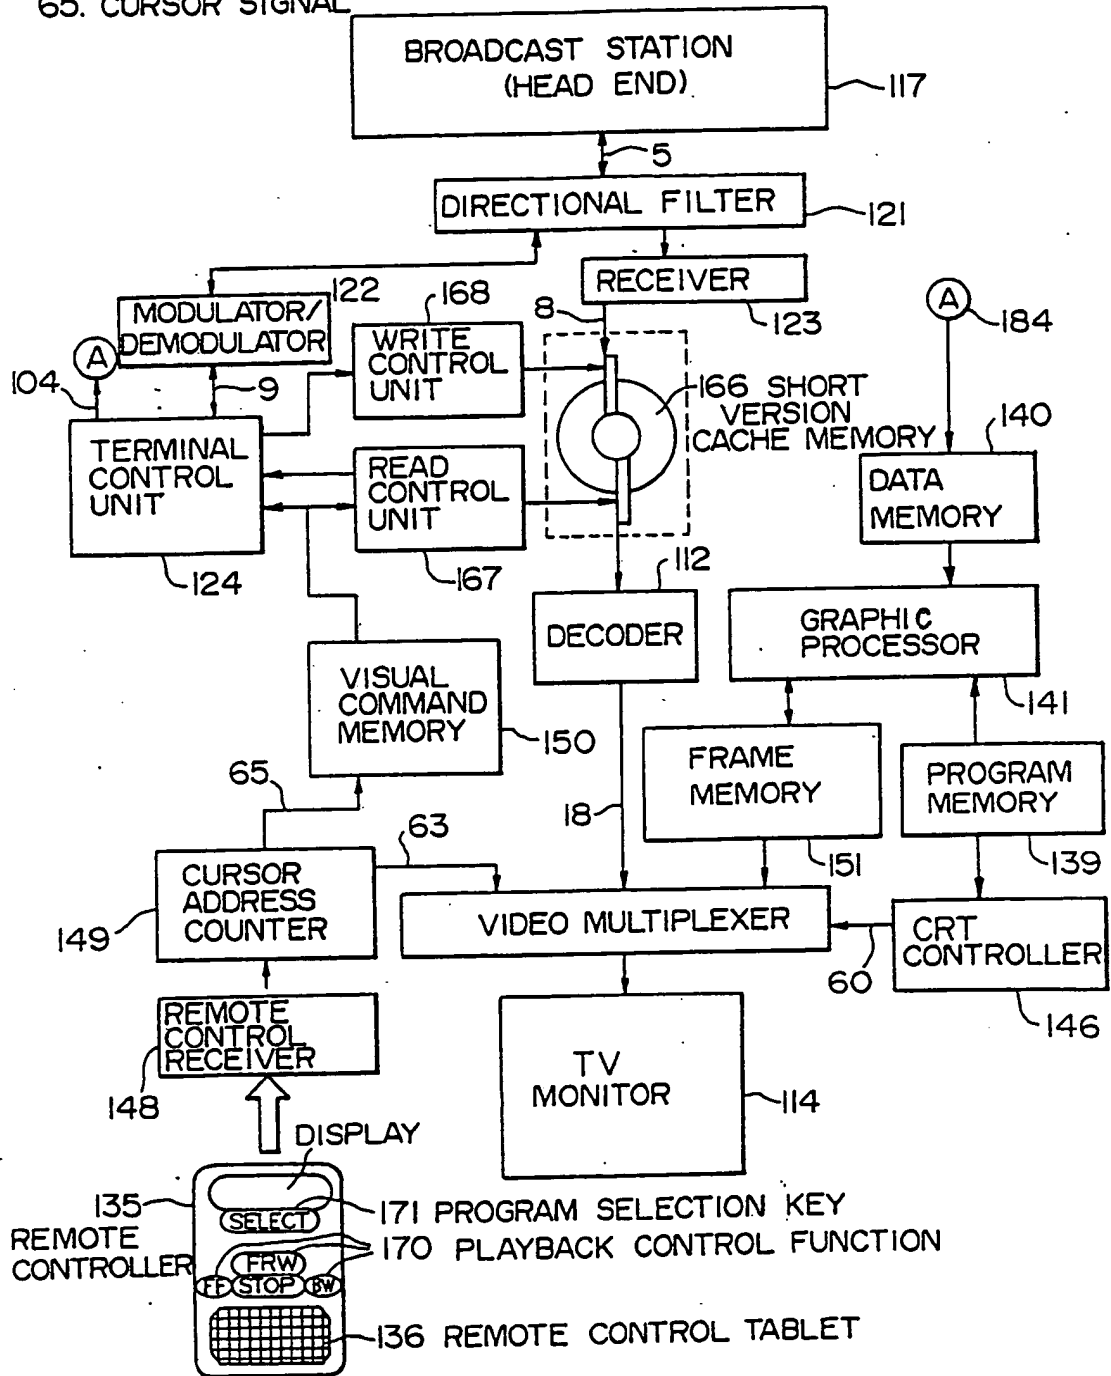 65. CURSOR SIGNAL
BROADCAST STATION
(HEAD END)
117
5
DIRECTIONAL FILTER
121
RECEIVER
123
8
122
MODULATOR/
DEMODULATOR
A
104
9
168
WRITE
CONTROL
UNIT
166 SHORT
VERSION
CACHE MEMORY
A
184
140
DATA
MEMORY
TERMINAL
CONTROL
UNIT
124
READ
CONTROL
UNIT
167
112
DECODER
GRAPHIC
PROCESSOR
141
VISUAL
COMMAND
MEMORY
150
FRAME
MEMORY
151
PROGRAM
MEMORY
139
65
63
18
CURSOR
ADDRESS
COUNTER
149
VIDEO MULTIPLEXER
60
CRT
CONTROLLER
146
REMOTE
CONTROL
RECEIVER
148
TV
MONITOR
114
DISPLAY
135
REMOTE
CONTROLLER
SELECT
171 PROGRAM SELECTION KEY
FRW
170 PLAYBACK CONTROL FUNCTION
FF STOP BW
136 REMOTE CONTROL TABLET